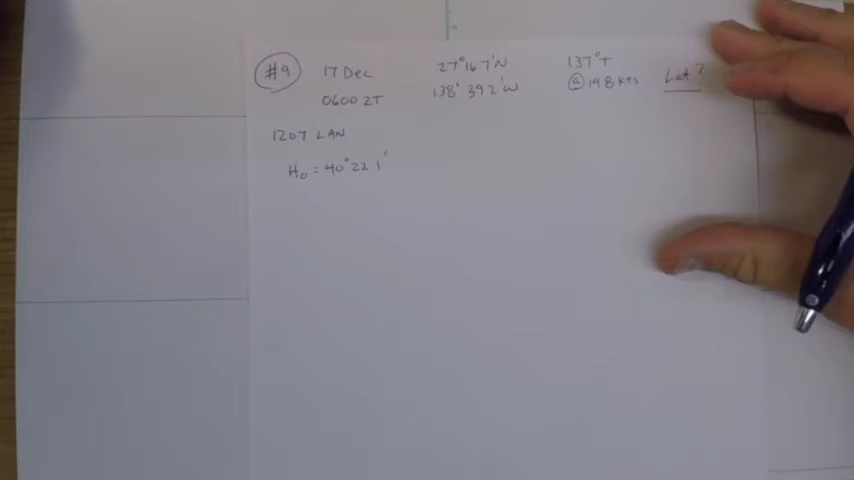 #9 17 Dec 27° 16 7' N 137° T
0600 ZT 138° 39 2' W @ 19 8 kts Lat?
1207 LAN
Ho = 40° 22 1'